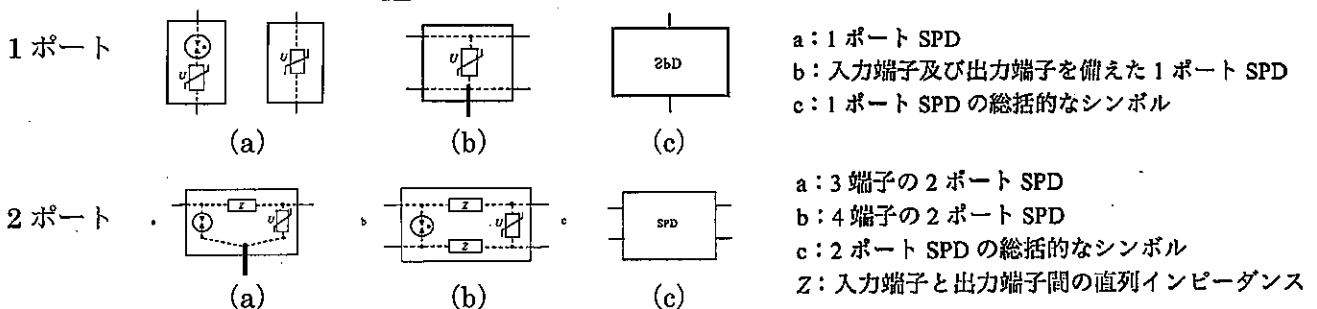 1 ポート
U
U
U
SPD
(a)
(b)
(c)
a：1 ポート SPD
b：入力端子及び出力端子を備えた 1 ポート SPD
c：1 ポート SPD の総括的なシンボル
2 ポート
Z
U
b
Z
Z
U
c
SPD
(a)
(b)
(c)
a：3 端子の 2 ポート SPD
b：4 端子の 2 ポート SPD
c：2 ポート SPD の総括的なシンボル
Z：入力端子と出力端子間の直列インピーダンス